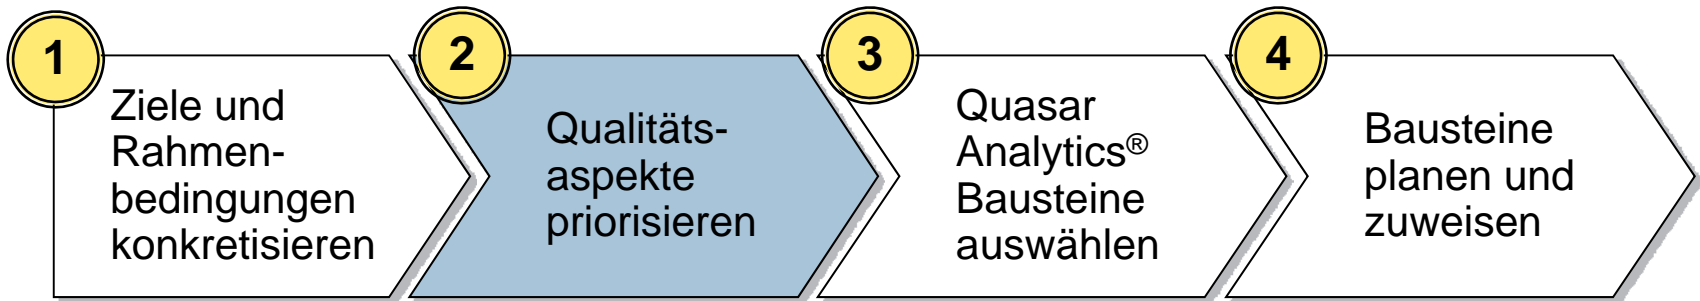 1
Ziele und
Rahmen-
bedingungen
konkretisieren
2
Qualitäts-
aspekte
priorisieren
3
Quasar
Analytics®
Bausteine
auswählen
4
Bausteine
planen und
zuweisen